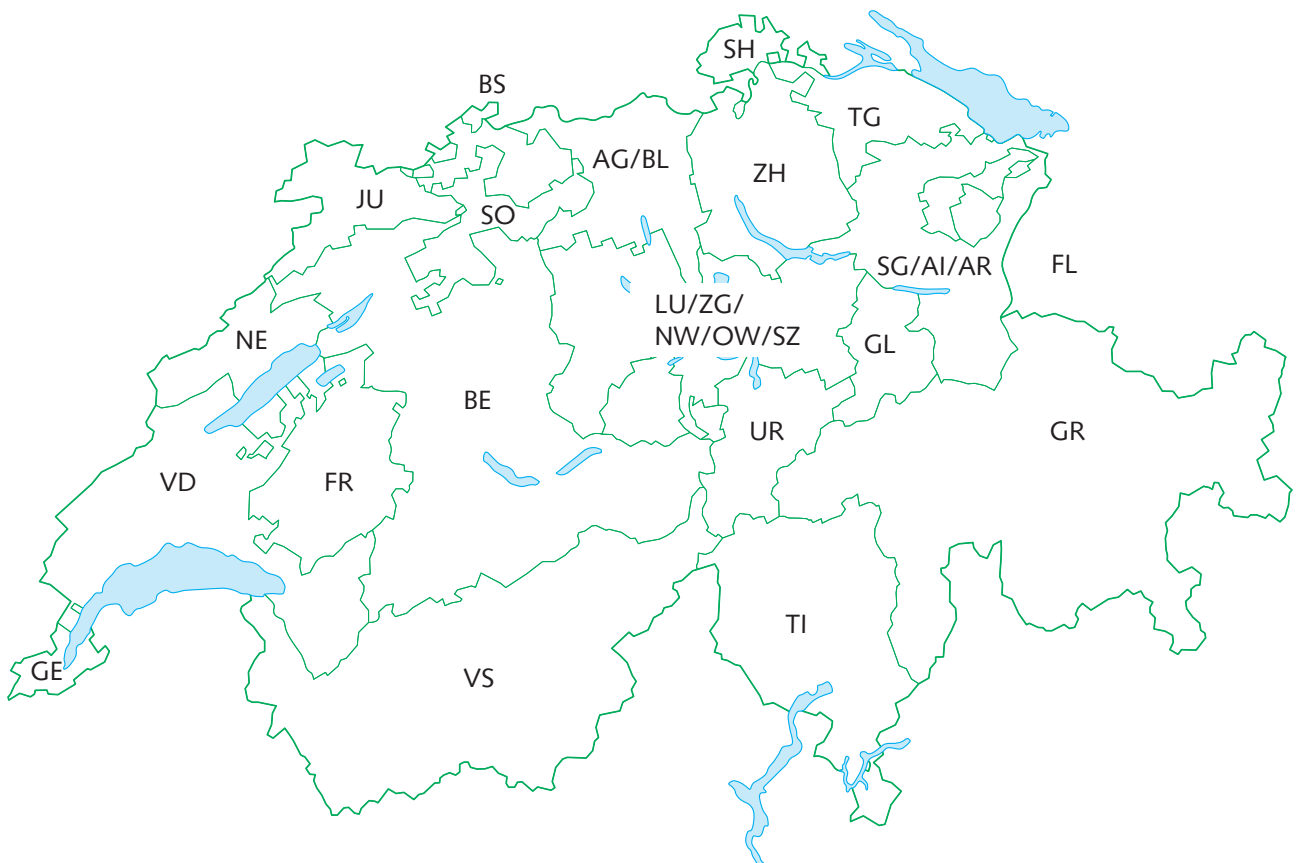 SH
BS
TG
AG/BL
ZH
JU
SO
SG/AI/AR
FL
LU/ZG/
NW/OW/SZ
NE
GL
BE
UR
GR
VD
FR
TI
GE
VS